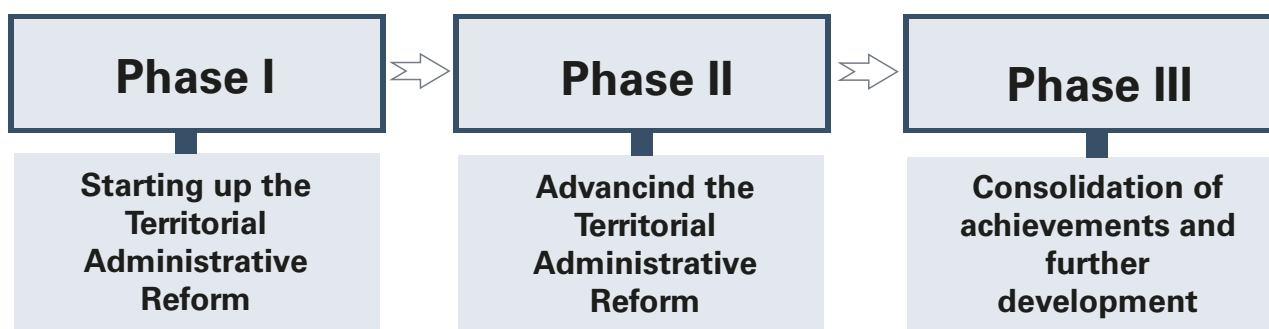 Phase I
Starting up the
Territorial
Administrative
Reform
Phase II
Advancind the
Territorial
Administrative
Reform
Phase III
Consolidation of
achievements and
further
development